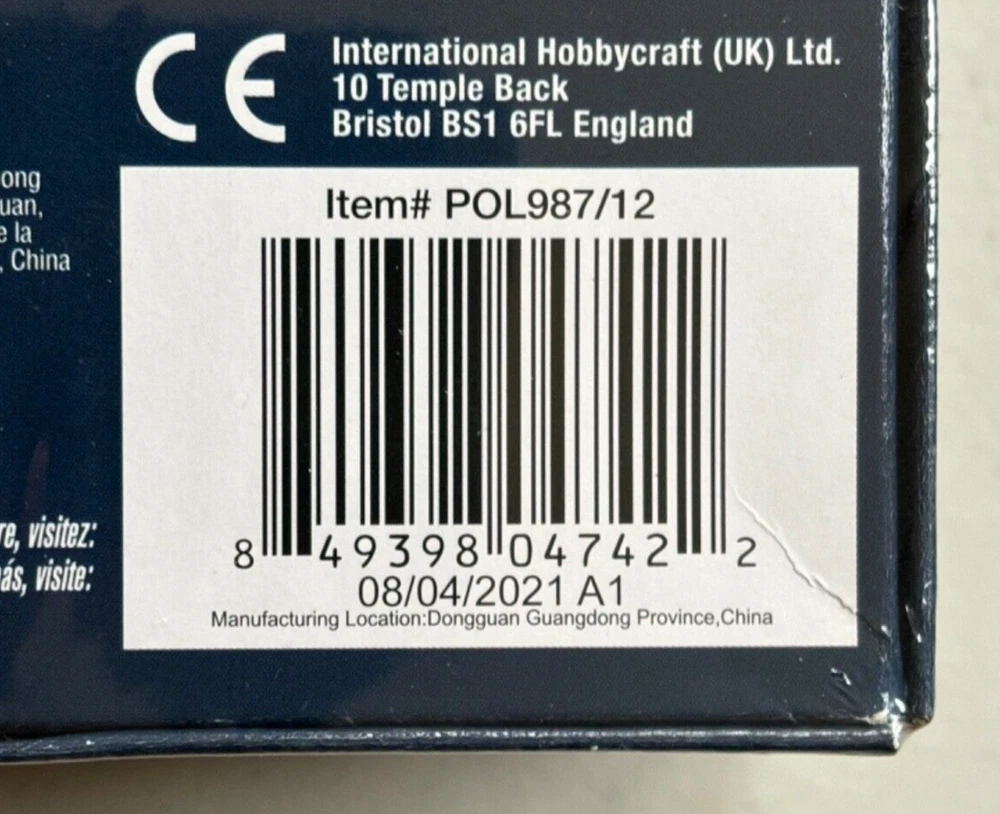 CE
International Hobbycraft (UK) Ltd.
10 Temple Back
Bristol BS1 6FL England
ong
uan,
e la
, China
re, visitez:
ás, visite:
Item# POL987/12
8 49398 04742 2
08/04/2021 A1
Manufacturing Location:Dongguan Guangdong Province,China